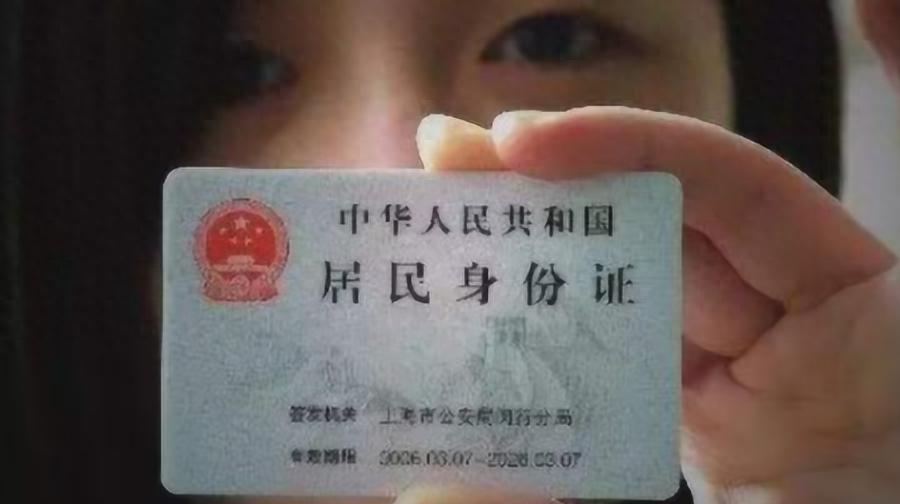 中华人民共和国
居民身份证
签发机关 上海市公安局闵行分局
有效期限